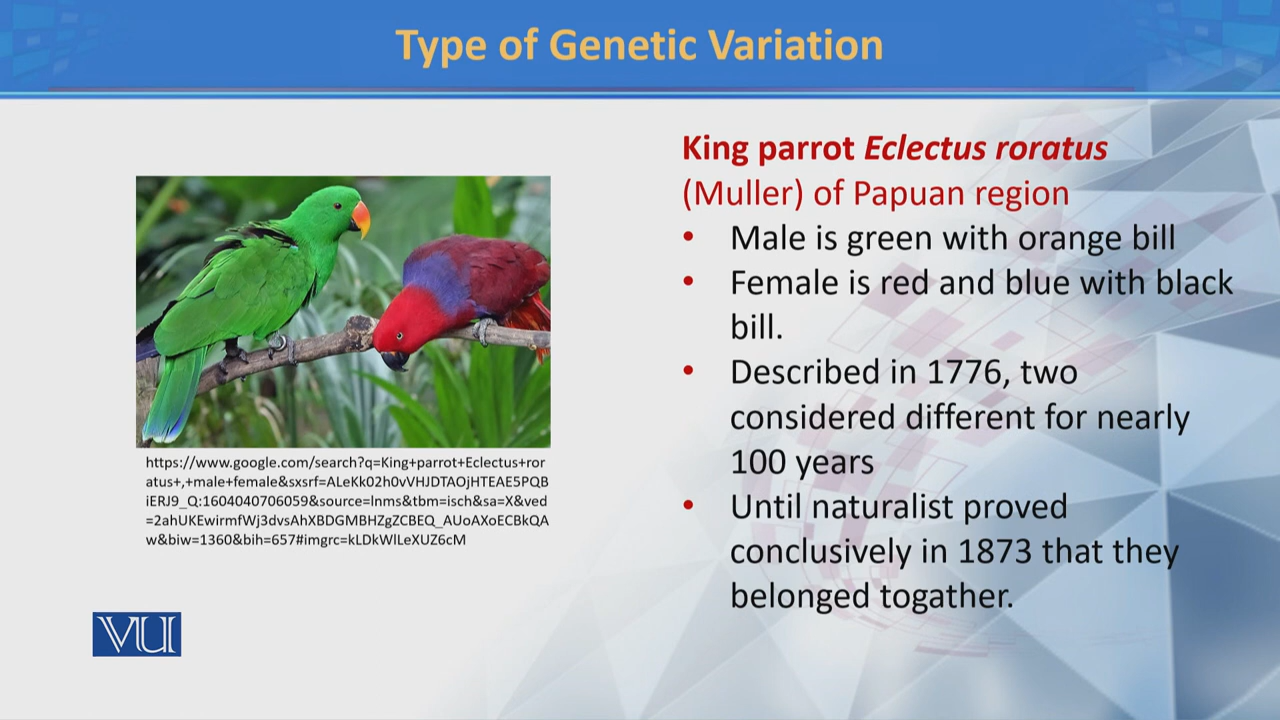 Type of Genetic Variation
King parrot Eclectus roratus
(Muller) of Papuan region
• Male is green with orange bill
• Female is red and blue with black
bill.
• Described in 1776, two
considered different for nearly
100 years
• Until naturalist proved
conclusively in 1873 that they
belonged togather.
https://www.google.com/search?q=King+parrot+Eclectus+ror
atus+,+male+female&sxsrf=ALeKk02h0vVHJDTAOjHTEAE5PQB
iERJ9_Q:1604040706059&source=lnms&tbm=isch&sa=X&ved
=2ahUKEwirmfWj3dvsAhXBDGMBHZgZCBEQ_AUoAXoECBkQA
w&biw=1360&bih=657#imgrc=kLDkWlLeXUZ6cM
VU